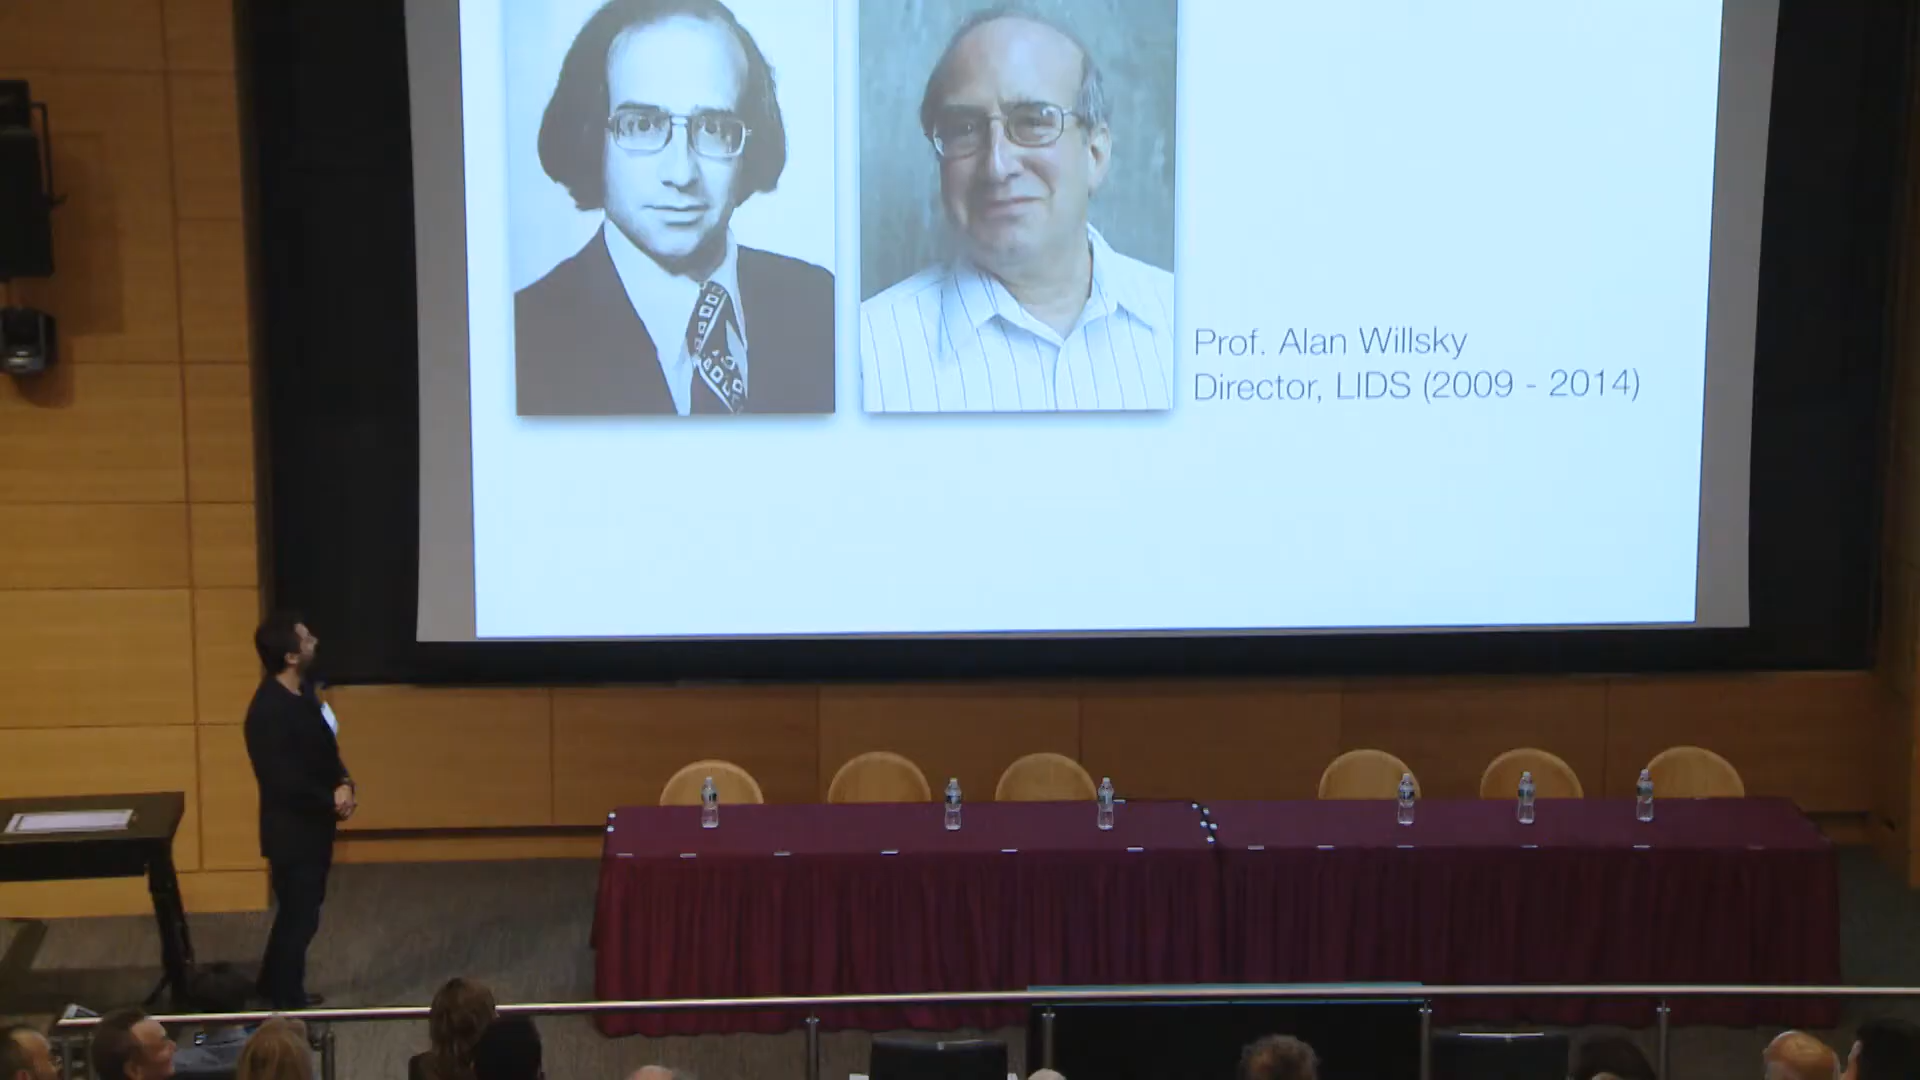 Prof. Alan Willsky
Director, LIDS (2009 - 2014)